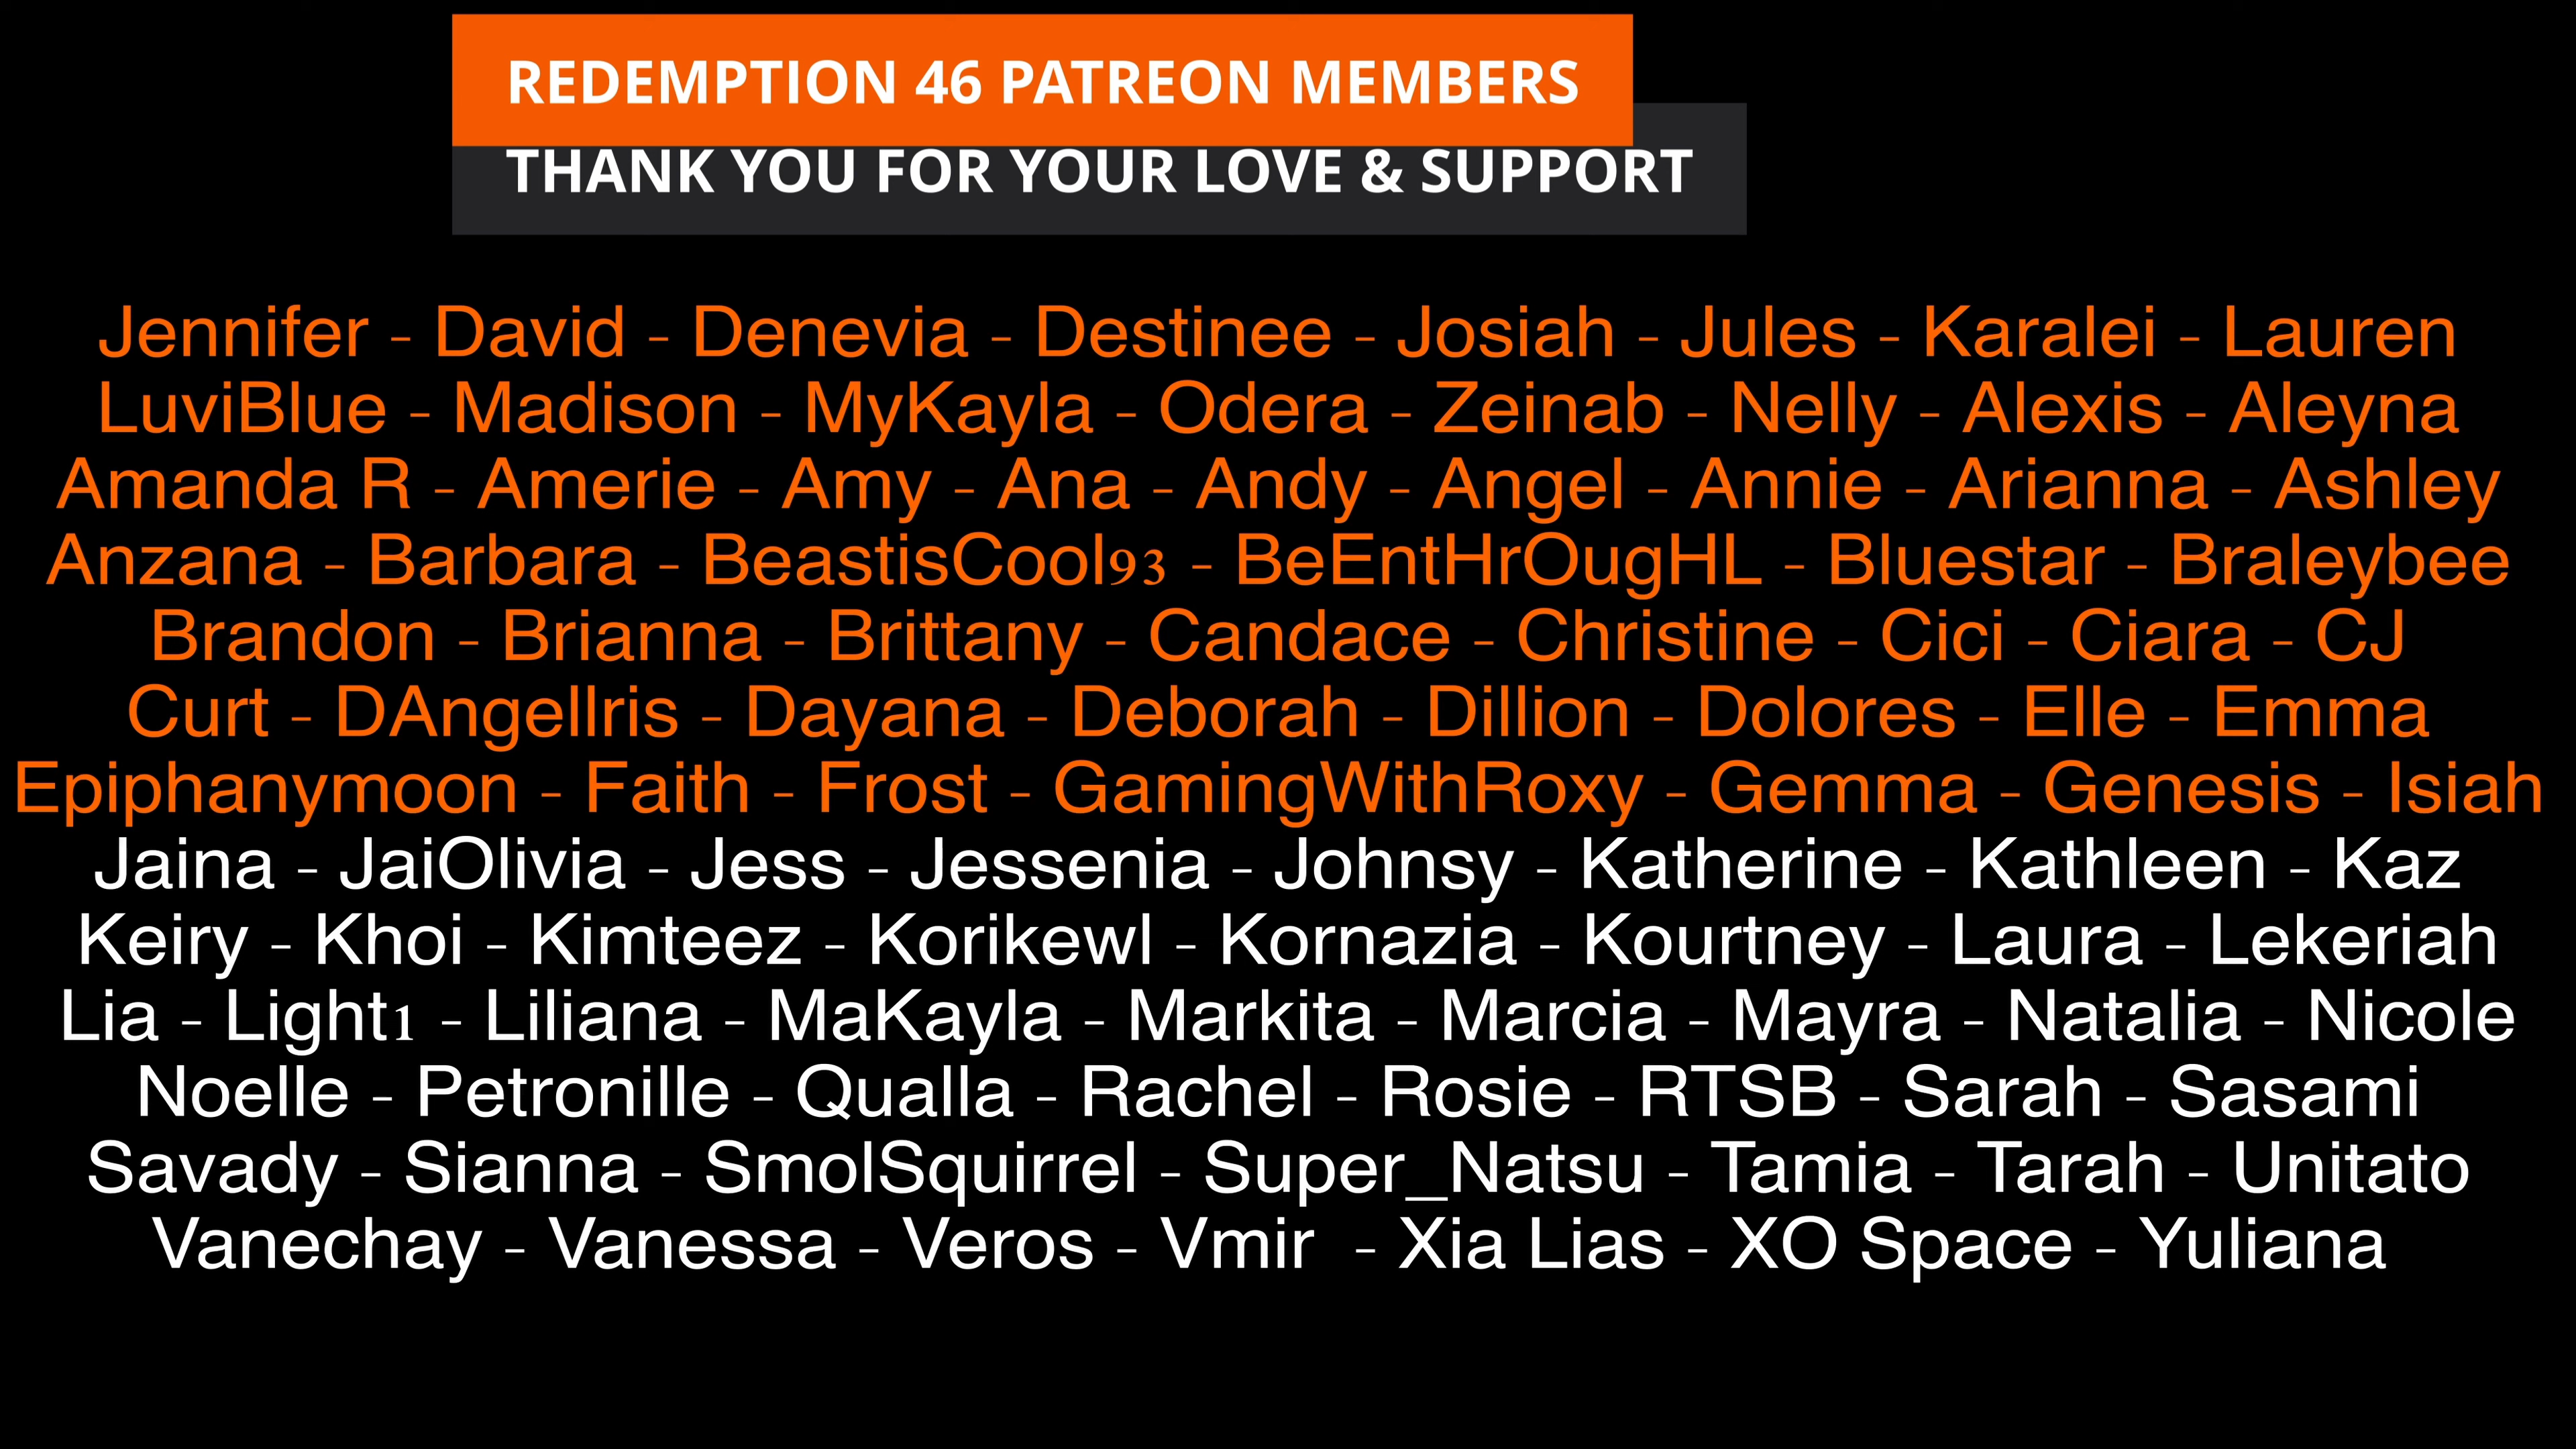 REDEMPTION 46 PATREON MEMBERS
THANK YOU FOR YOUR LOVE & SUPPORT
Jennifer - David - Denevia - Destinee - Josiah - Jules - Karalei - Lauren
LuviBlue - Madison - MyKayla - Odera - Zeinab - Nelly - Alexis - Aleyna
Amanda R - Amerie - Amy - Ana - Andy - Angel - Annie - Arianna - Ashley
Anzana - Barbara - BeastisCool93 - BeEntHrOugHL - Bluestar - Braleybee
Brandon - Brianna - Brittany - Candace - Christine - Cici - Ciara - CJ
Curt - DAngelIris - Dayana - Deborah - Dillion - Dolores - Elle - Emma
Epiphanymoon - Faith - Frost - GamingWithRoxy - Gemma - Genesis - Isiah
Jaina - JaiOlivia - Jess - Jessenia - Johnsy - Katherine - Kathleen - Kaz
Keiry - Khoi - Kimteez - Korikewl - Kornazia - Kourtney - Laura - Lekeriah
Lia - Light1 - Liliana - MaKayla - Markita - Marcia - Mayra - Natalia - Nicole
Noelle - Petronille - Qualla - Rachel - Rosie - RTSB - Sarah - Sasami
Savady - Sianna - SmolSquirrel - Super_Natsu - Tamia - Tarah - Unitato
Vanechay - Vanessa - Veros - Vmir - Xia Lias - XO Space - Yuliana